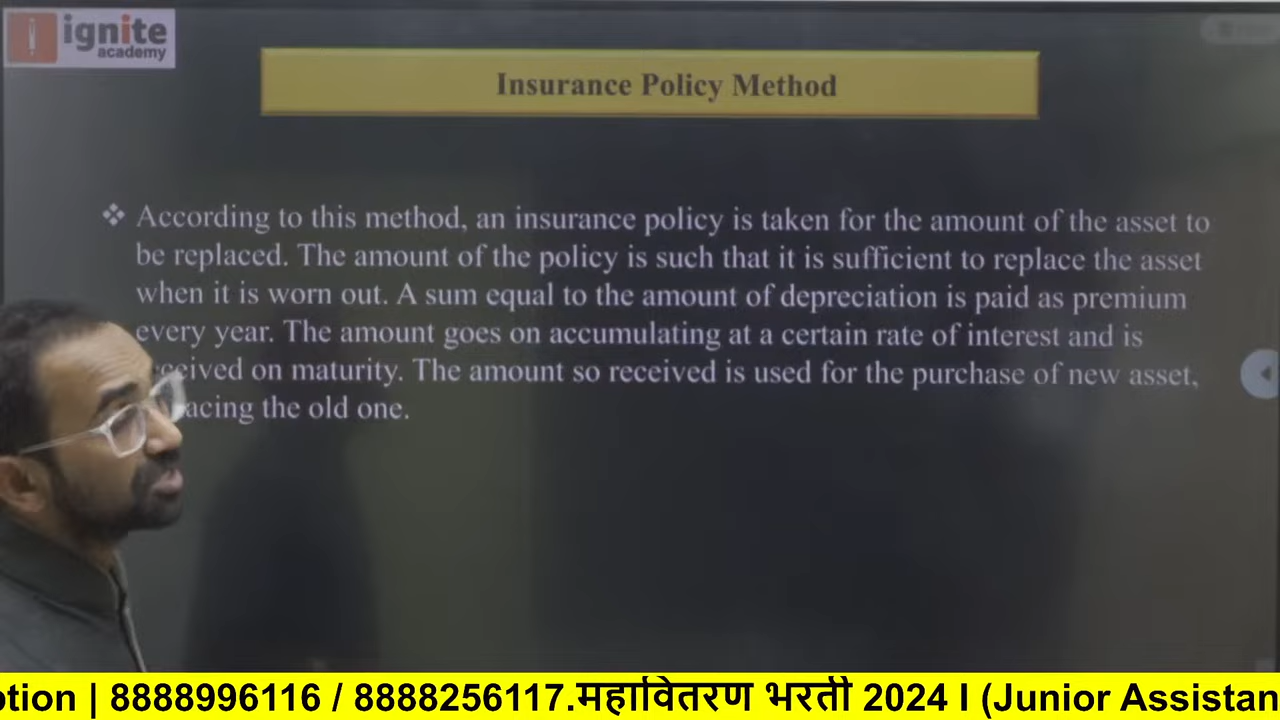 ignite
academy
Insurance Policy Method
❖ According to this method, an insurance policy is taken for the amount of the asset to
be replaced. The amount of the policy is such that it is sufficient to replace the asset
when it is worn out. A sum equal to the amount of depreciation is paid as premium
every year. The amount goes on accumulating at a certain rate of interest and is
ceived on maturity. The amount so received is used for the purchase of new asset,
acing the old one.
ption | 8888996116 / 8888256117.महावितरण भरती 2024 I (Junior Assistan